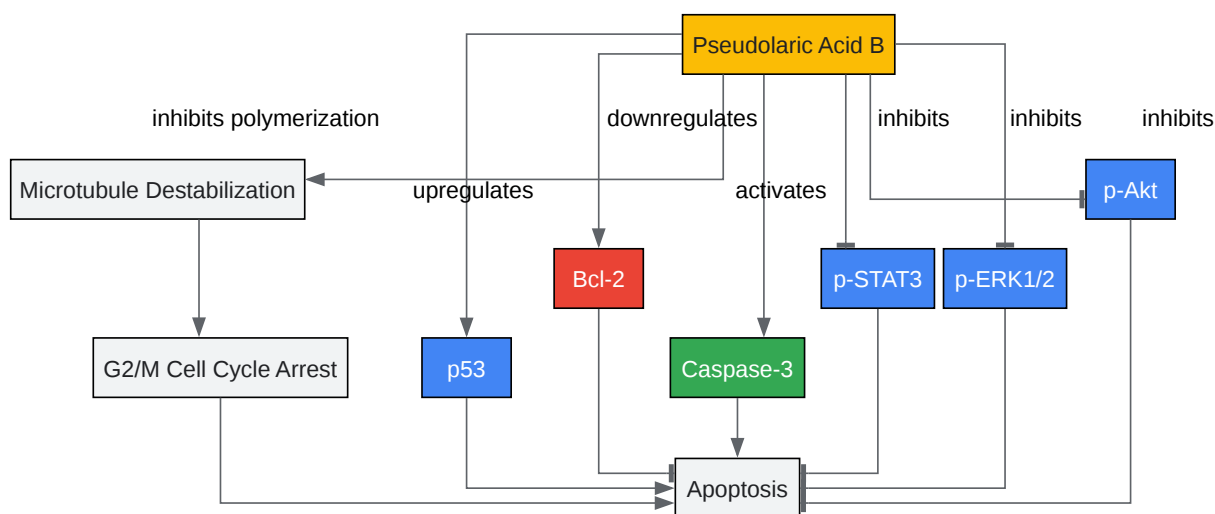 Pseudolaric Acid B
inhibits polymerization
downregulates
inhibits
inhibits
inhibits
Microtubule Destabilization
upregulates
activates
p-Akt
Bcl-2
p-STAT3
p-ERK1/2
G2/M Cell Cycle Arrest
p53
Caspase-3
Apoptosis